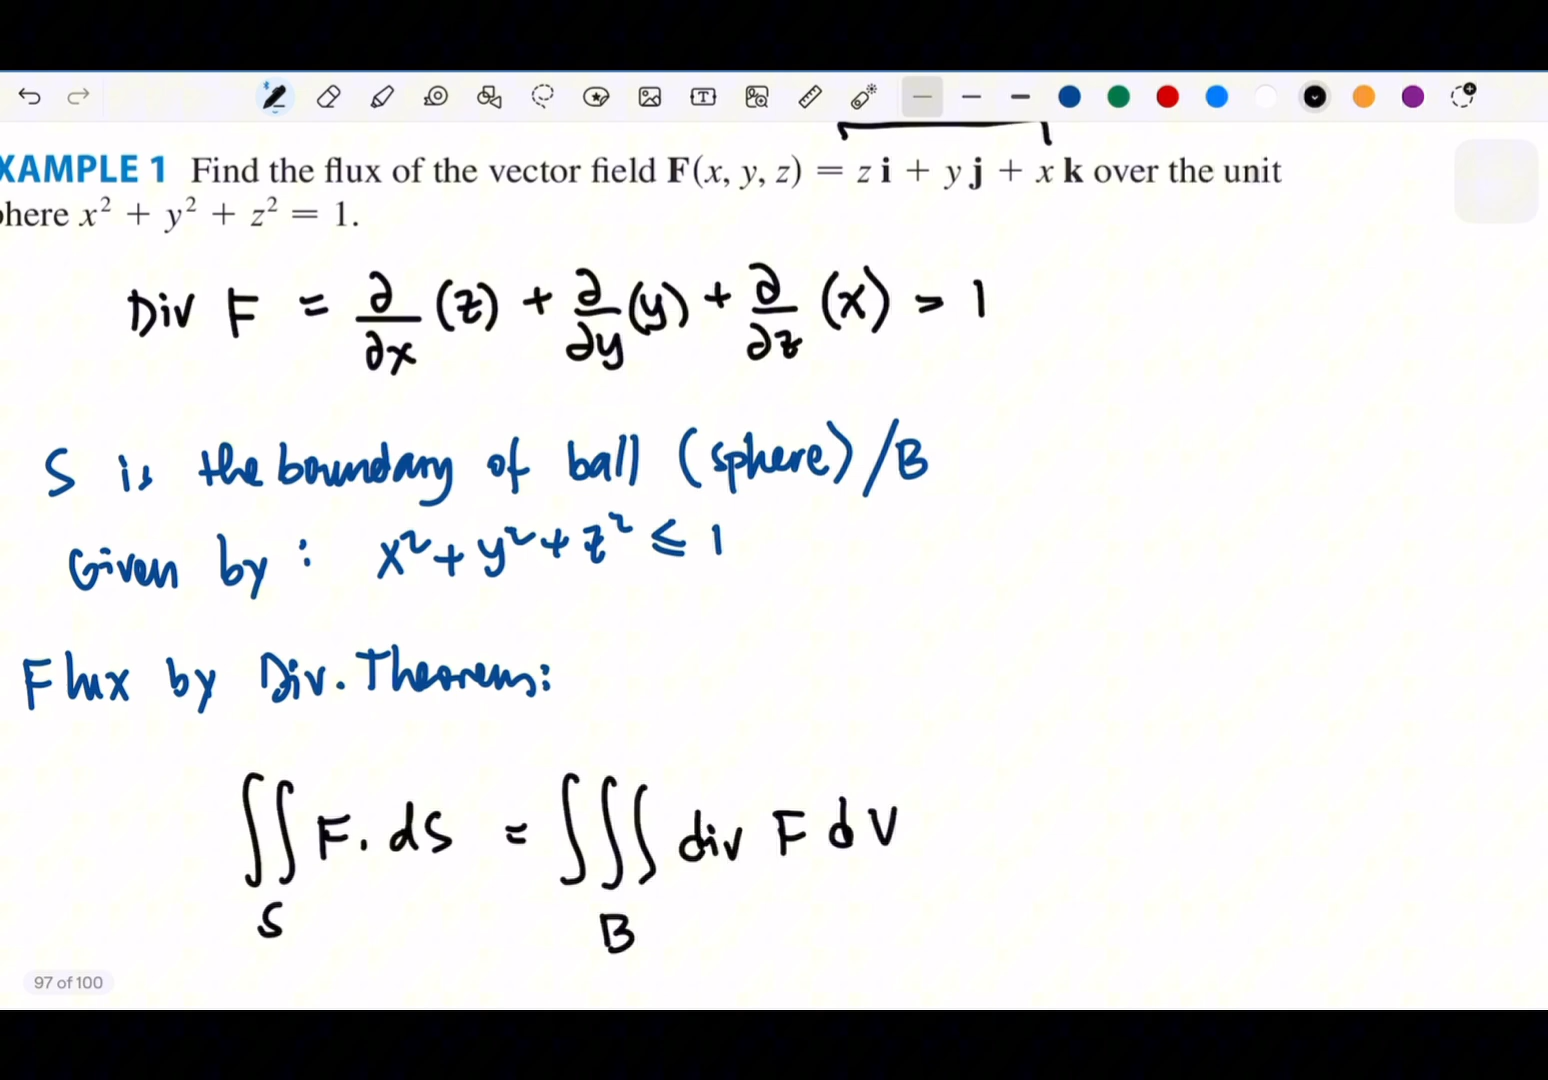 XAMPLE 1 Find the flux of the vector field F(x, y, z) = z i + y j + x k over the unit
here x² + y² + z² = 1.
Div F = ∂/∂x (z) + ∂/∂y (y) + ∂/∂z (x) = 1
S is the boundary of ball (sphere) / B
Given by : x² + y² + z² ≤ 1
Flux by Div. Theorem:
∬_S F . ds = ∭_B div F dV
97 of 100